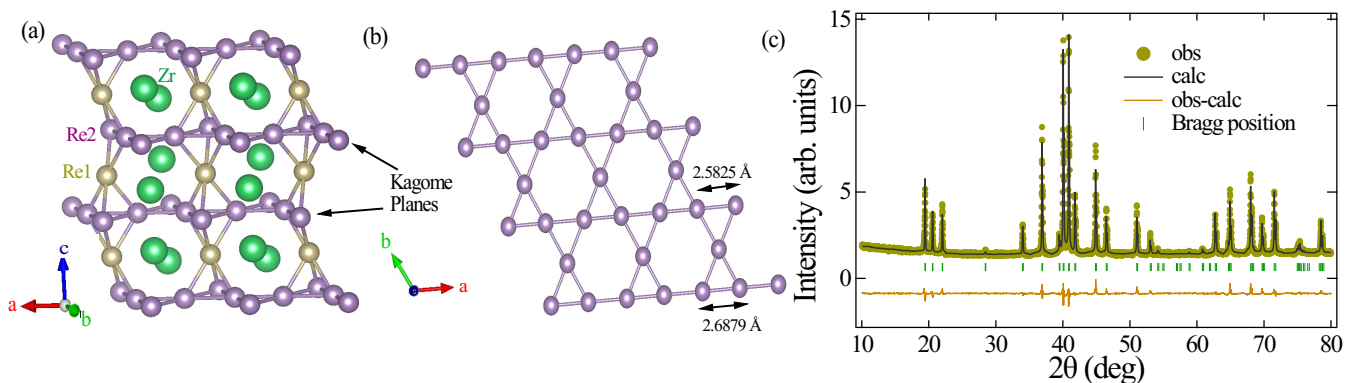 (a)
Zr
Re2
Re1
c
a
b
Kagome
Planes
(b)
2.5825 Å
b
a
2.6879 Å
(c)
Intensity (arb. units)
15
10
5
0
obs
calc
obs-calc
Bragg position
10 20 30 40 50 60 70 80
2θ (deg)